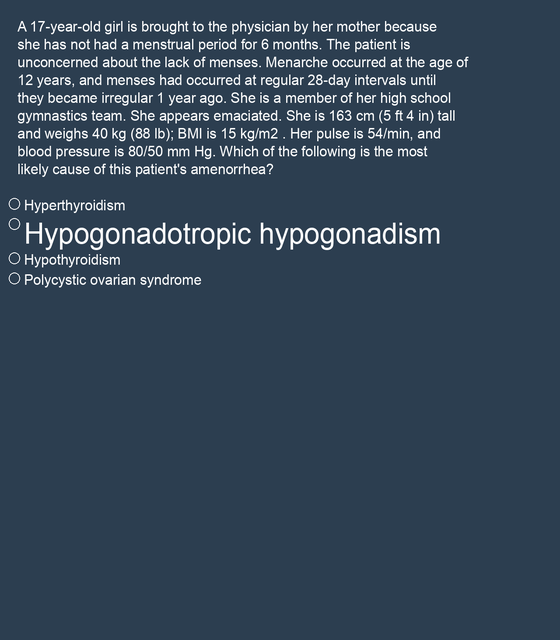 A 17-year-old girl is brought to the physician by her mother because
she has not had a menstrual period for 6 months. The patient is
unconcerned about the lack of menses. Menarche occurred at the age of
12 years, and menses had occurred at regular 28-day intervals until
they became irregular 1 year ago. She is a member of her high school
gymnastics team. She appears emaciated. She is 163 cm (5 ft 4 in) tall
and weighs 40 kg (88 lb); BMI is 15 kg/m2 . Her pulse is 54/min, and
blood pressure is 80/50 mm Hg. Which of the following is the most
likely cause of this patient's amenorrhea?
Hyperthyroidism
Hypogonadotropic hypogonadism
Hypothyroidism
Polycystic ovarian syndrome